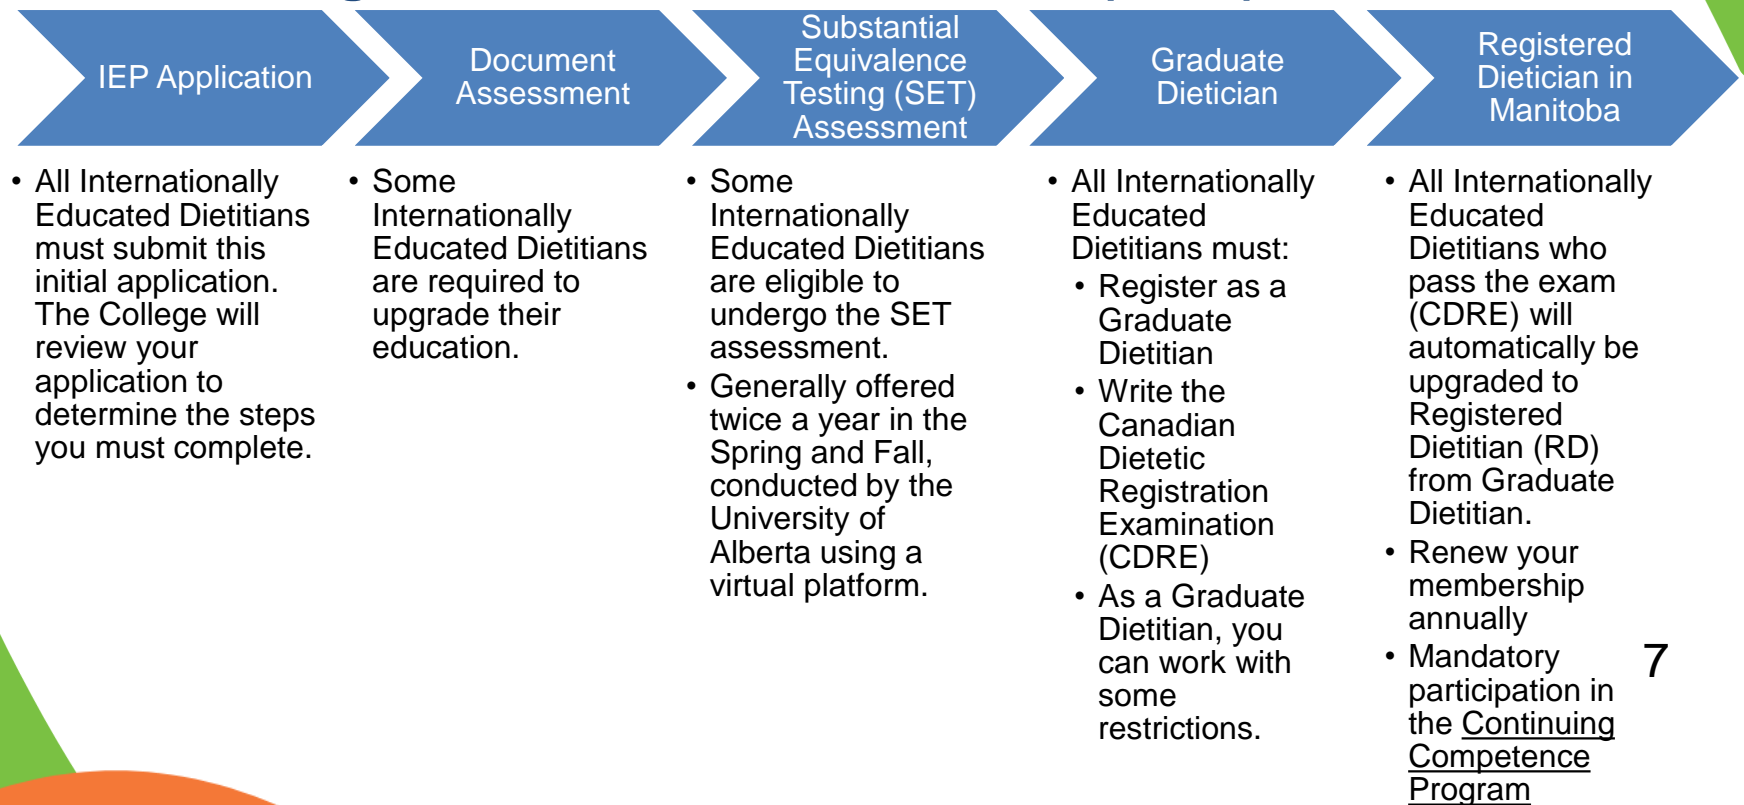 IEP Application
Document
Assessment
Substantial
Equivalence
Testing (SET)
Assessment
Graduate
Dietician
Registered
Dietician in
Manitoba
• All Internationally
Educated Dietitians
must submit this
initial application.
The College will
review your
application to
determine the steps
you must complete.
• Some
Internationally
Educated Dietitians
are required to
upgrade their
education.
• Some
Internationally
Educated Dietitians
are eligible to
undergo the SET
assessment.
• Generally offered
twice a year in the
Spring and Fall,
conducted by the
University of
Alberta using a
virtual platform.
• All Internationally
Educated
Dietitians must:
• Register as a
Graduate
Dietitian
• Write the
Canadian
Dietetic
Registration
Examination
(CDRE)
• As a Graduate
Dietitian, you
can work with
some
restrictions.
• All Internationally
Educated
Dietitians who
pass the exam
(CDRE) will
automatically be
upgraded to
Registered
Dietitian (RD)
from Graduate
Dietitian.
• Renew your
membership
annually
• Mandatory
participation in
the Continuing
Competence
Program
7